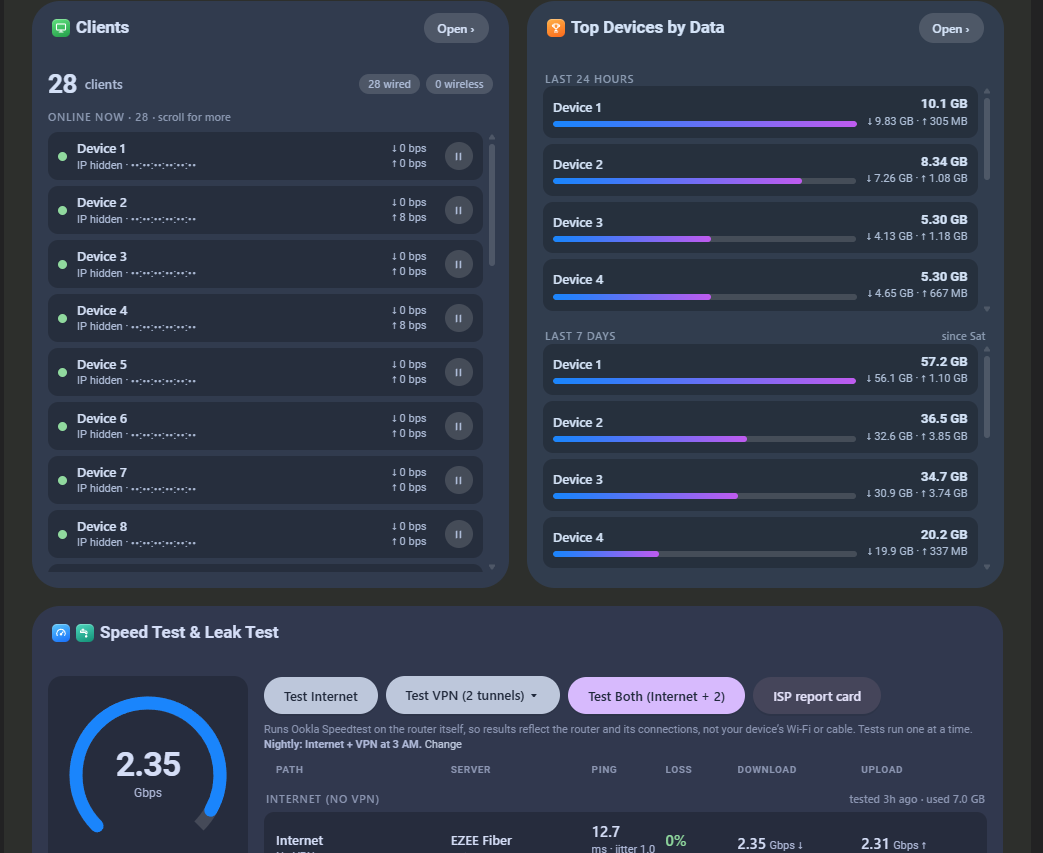 Clients
Open ›
28 clients
28 wired
0 wireless
ONLINE NOW · 28 · scroll for more
Device 1
IP hidden · ••:••:••:••:••:••
↓ 0 bps
↑ 0 bps
Device 2
IP hidden · ••:••:••:••:••:••
↓ 0 bps
↑ 8 bps
Device 3
IP hidden · ••:••:••:••:••:••
↓ 0 bps
↑ 0 bps
Device 4
IP hidden · ••:••:••:••:••:••
↓ 0 bps
↑ 8 bps
Device 5
IP hidden · ••:••:••:••:••:••
↓ 0 bps
↑ 0 bps
Device 6
IP hidden · ••:••:••:••:••:••
↓ 0 bps
↑ 0 bps
Device 7
IP hidden · ••:••:••:••:••:••
↓ 0 bps
↑ 0 bps
Device 8
IP hidden · ••:••:••:••:••:••
↓ 0 bps
↑ 0 bps
Top Devices by Data
Open ›
LAST 24 HOURS
Device 1
10.1 GB
↓ 9.83 GB · ↑ 305 MB
Device 2
8.34 GB
↓ 7.26 GB · ↑ 1.08 GB
Device 3
5.30 GB
↓ 4.13 GB · ↑ 1.18 GB
Device 4
5.30 GB
↓ 4.65 GB · ↑ 667 MB
LAST 7 DAYS
since Sat
Device 1
57.2 GB
↓ 56.1 GB · ↑ 1.10 GB
Device 2
36.5 GB
↓ 32.6 GB · ↑ 3.85 GB
Device 3
34.7 GB
↓ 30.9 GB · ↑ 3.74 GB
Device 4
20.2 GB
↓ 19.9 GB · ↑ 337 MB
Speed Test & Leak Test
2.35
Gbps
Test Internet
Test VPN (2 tunnels)
Test Both (Internet + 2)
ISP report card
Runs Ookla Speedtest on the router itself, so results reflect the router and its connections, not your device's Wi-Fi or cable. Tests run one at a time.
Nightly: Internet + VPN at 3 AM. Change
PATH SERVER PING LOSS DOWNLOAD UPLOAD
INTERNET (NO VPN)
tested 3h ago · used 7.0 GB
Internet
EZEE Fiber
12.7
ms · jitter 1.0
0%
2.35 Gbps ↓
2.31 Gbps ↑